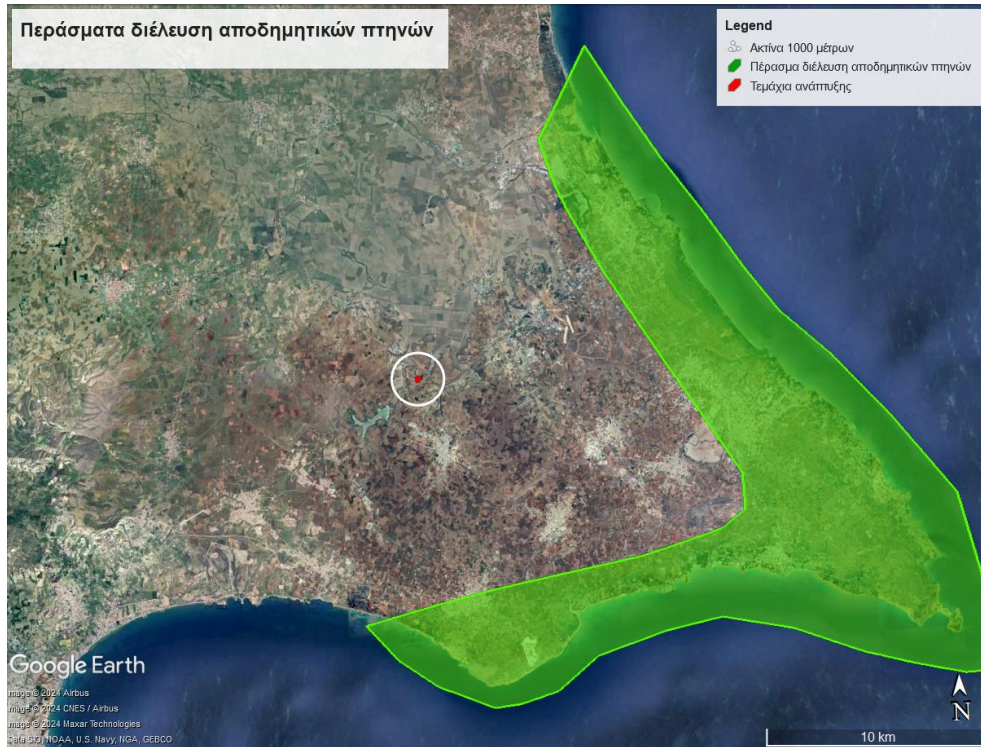 Περάσματα διέλευση αποδημητικών πτηνών
Legend
Ακτίνα 1000 μέτρων
Πέρασμα διέλευση αποδημητικών πτηνών
Τεμάχια ανάπτυξης
Google Earth
Image © 2024 Airbus
Image © 2024 CNES / Airbus
Image © 2024 Maxar Technologies
Data SIO, NOAA, U.S. Navy, NGA, GEBCO
N
10 km